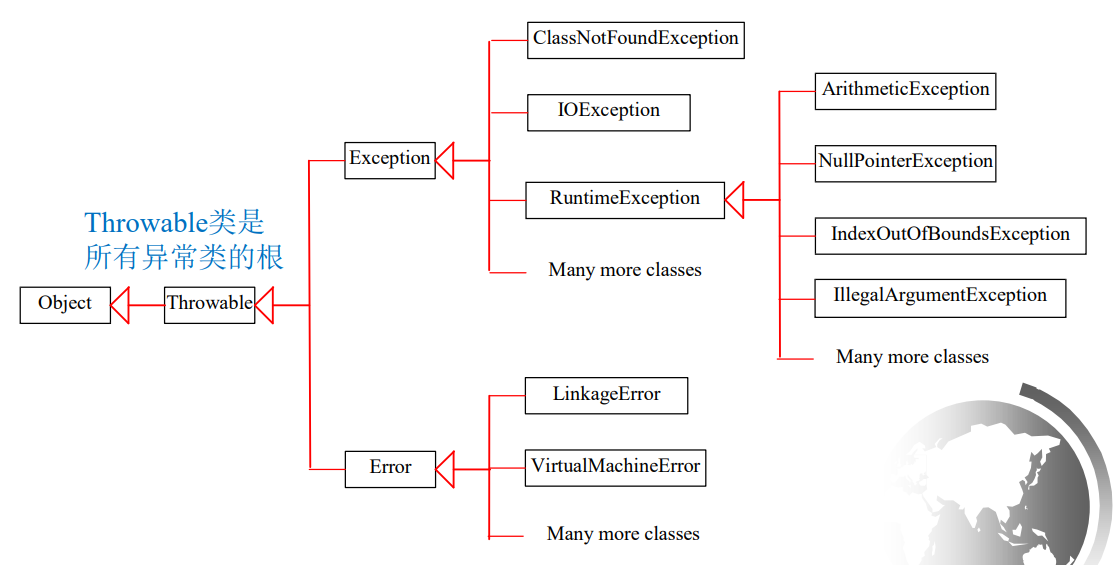 ClassNotFoundException
ArithmeticException
IOException
Exception
NullPointerException
RuntimeException
Throwable类是
所有异常类的根
IndexOutOfBoundsException
Many more classes
Object
Throwable
IllegalArgumentException
Many more classes
LinkageError
Error
VirtualMachineError
Many more classes